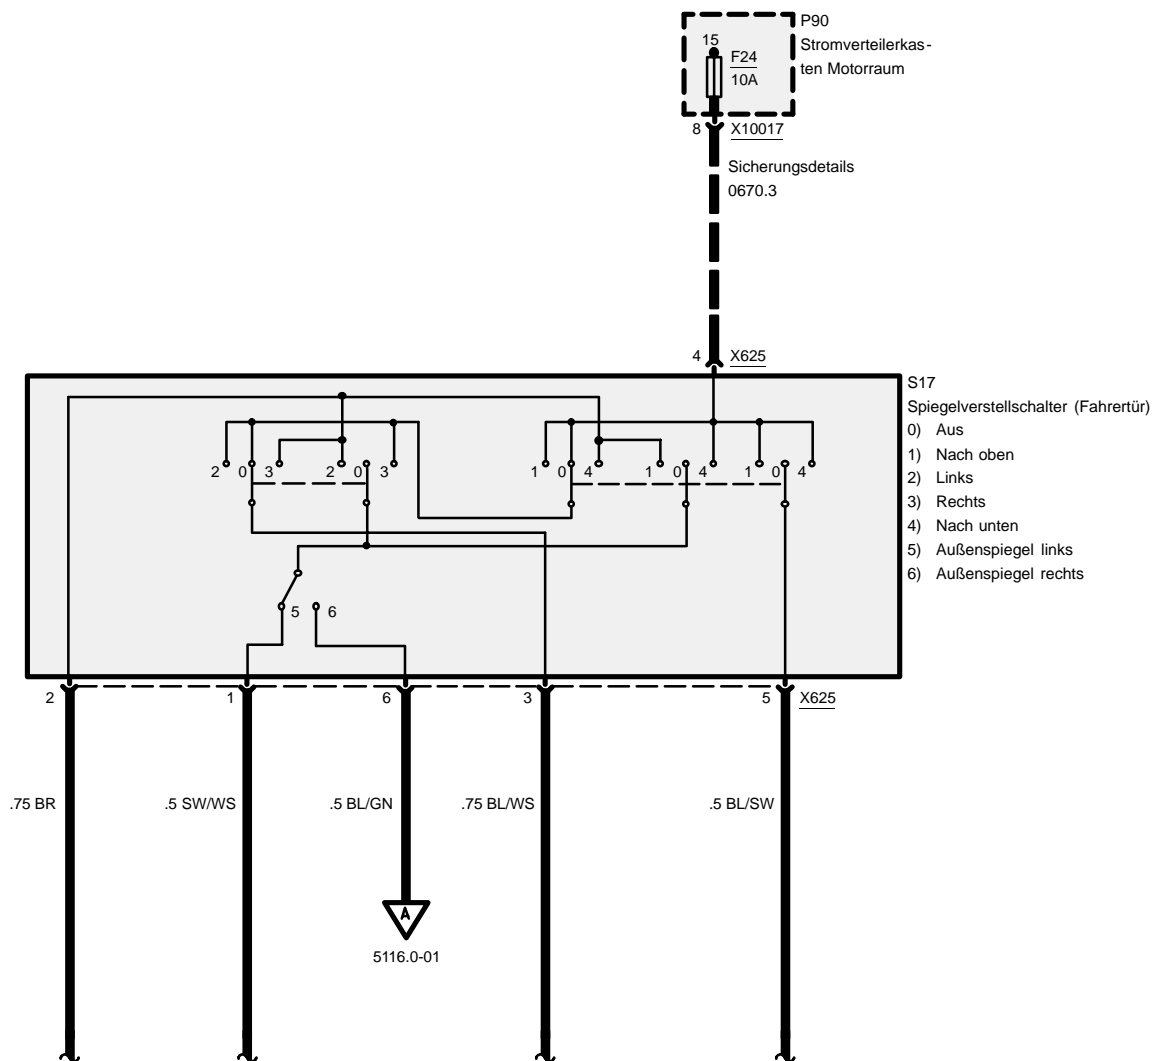 P90
Stromverteilerkas-
ten Motorraum
15
F24
10A
8 X10017
Sicherungsdetails
0670.3
4 X625
S17
Spiegelverstellschalter (Fahrertür)
0) Aus
1) Nach oben
2) Links
3) Rechts
4) Nach unten
5) Außenspiegel links
6) Außenspiegel rechts
2 0 3 2 0 3 1 0 4 1 0 4 1 0 4
5 6
2 1 6 3 5 X625
.75 BR .5 SW/WS .5 BL/GN .75 BL/WS .5 BL/SW
A
5116.0-01